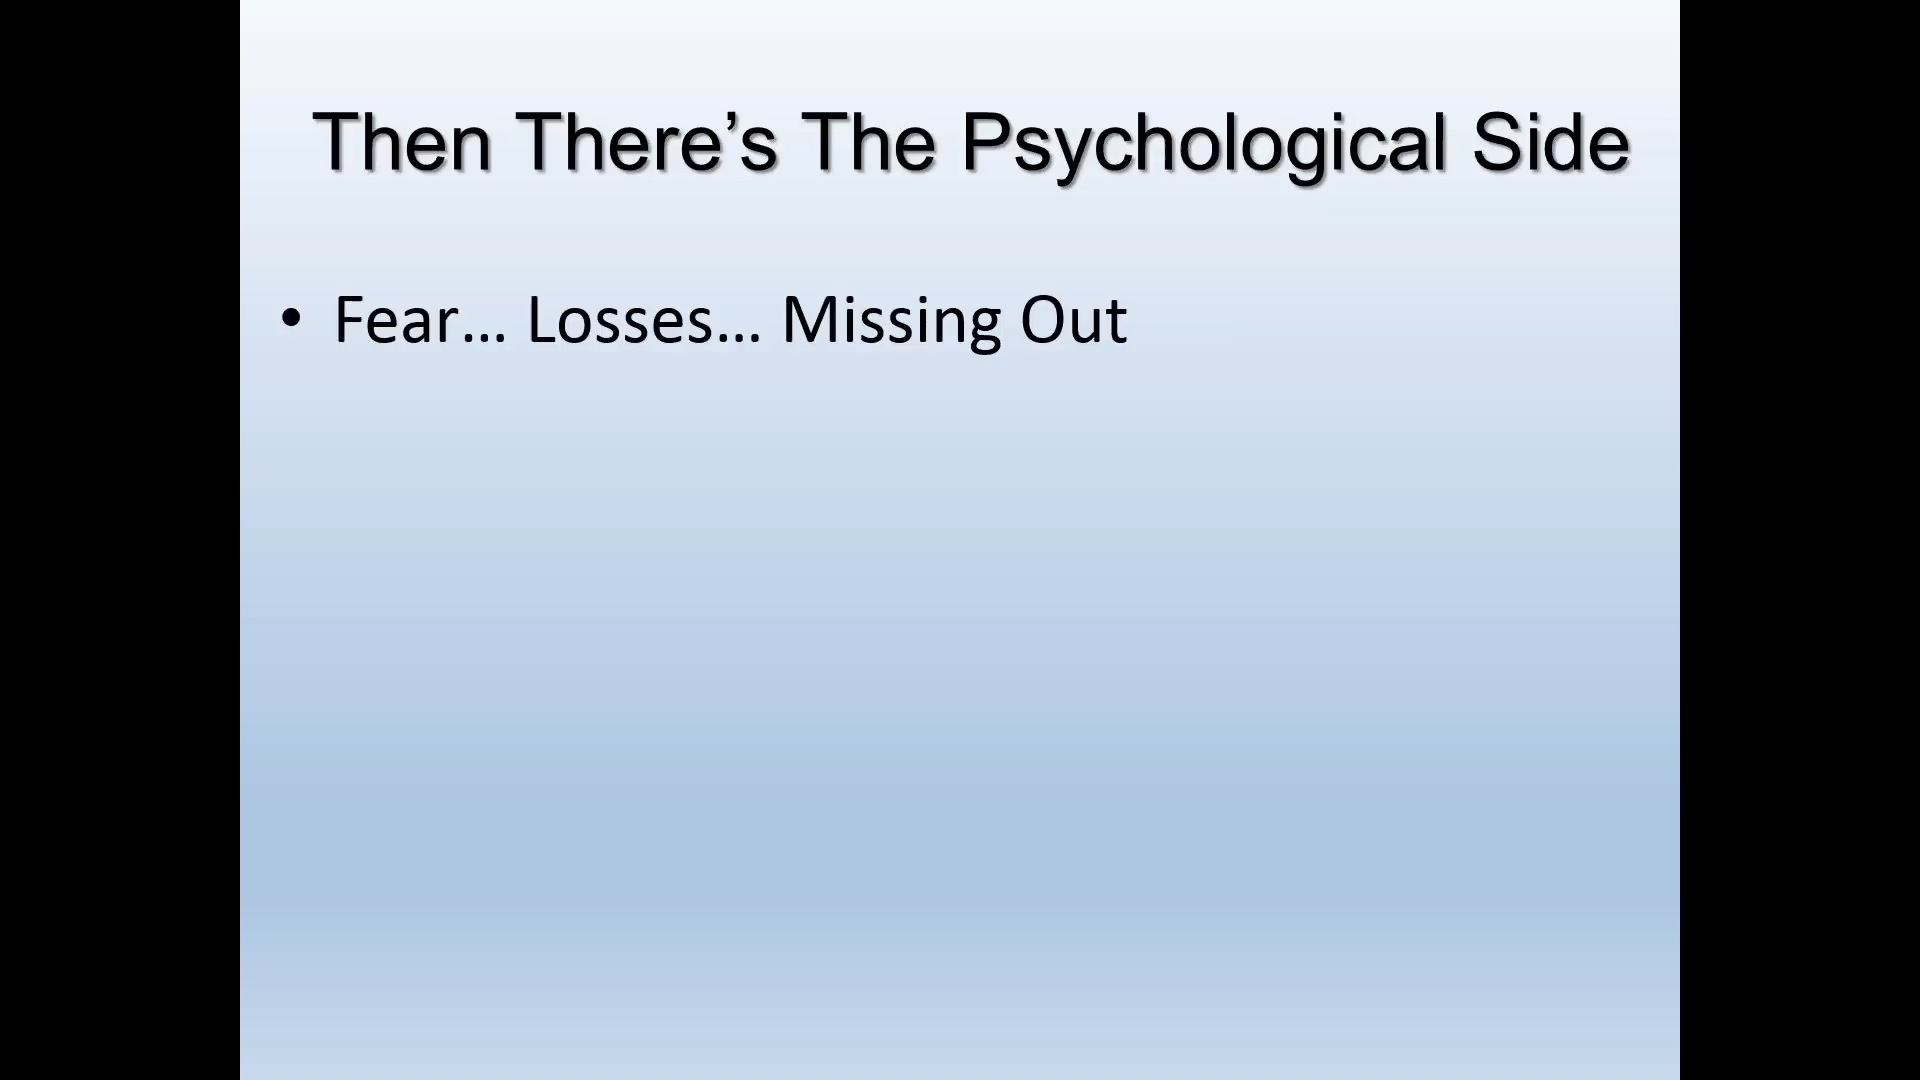 Then There’s The Psychological Side
• Fear… Losses… Missing Out